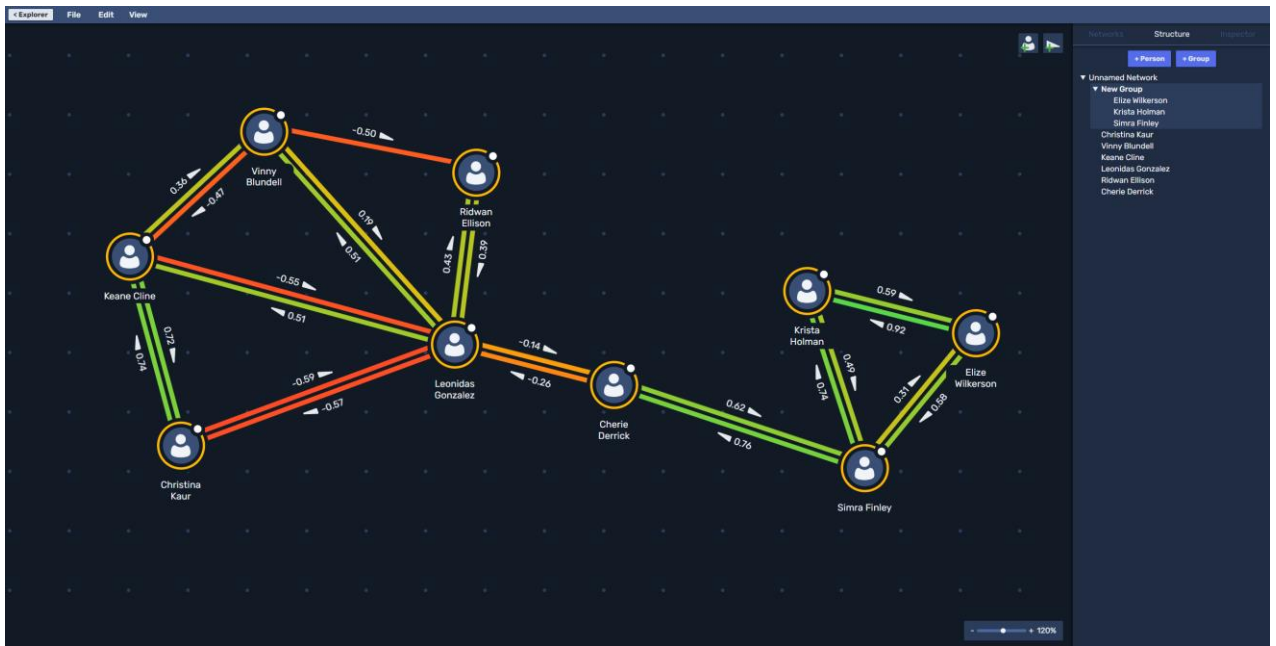 < Explorer File Edit View
Networks Structure Inspector
+ Person + Group
Unnamed Network
New Group
Elize Wilkerson
Krista Holman
Simra Finley
Christina Kaur
Vinny Blundell
Keane Cline
Leonidas Gonzalez
Ridwan Ellison
Cherie Derrick
Vinny
Blundell
-0.50
Ridwan
Ellison
0.36
-0.47
0.19
0.51
0.43
0.39
Keane Cline
-0.55
0.51
0.72
0.74
-0.59
-0.57
Leonidas
Gonzalez
-0.14
-0.26
Cherie
Derrick
Christina
Kaur
0.62
0.76
Krista
Holman
0.59
0.92
Elize
Wilkerson
0.49
0.74
0.31
0.58
Simra Finley
- + 120%